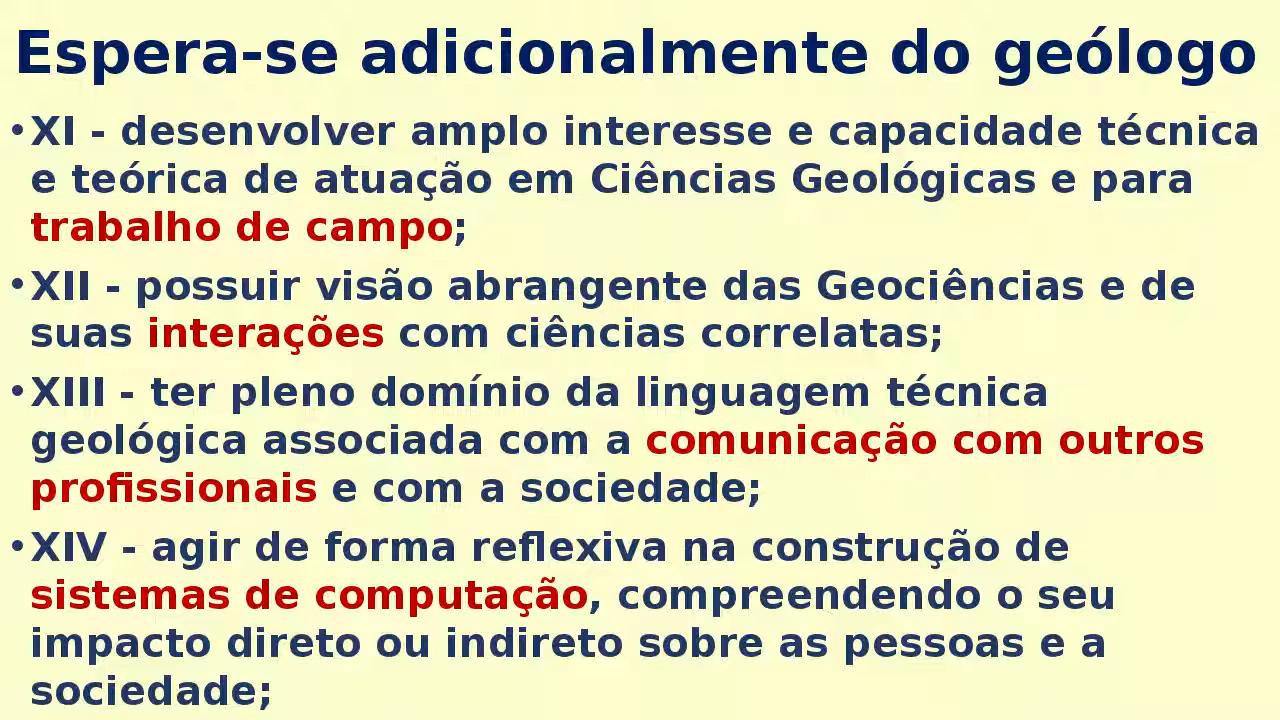 Espera-se adicionalmente do geólogo
•XI - desenvolver amplo interesse e capacidade técnica
e teórica de atuação em Ciências Geológicas e para
trabalho de campo;
•XII - possuir visão abrangente das Geociências e de
suas interações com ciências correlatas;
•XIII - ter pleno domínio da linguagem técnica
geológica associada com a comunicação com outros
profissionais e com a sociedade;
•XIV - agir de forma reflexiva na construção de
sistemas de computação, compreendendo o seu
impacto direto ou indireto sobre as pessoas e a
sociedade;